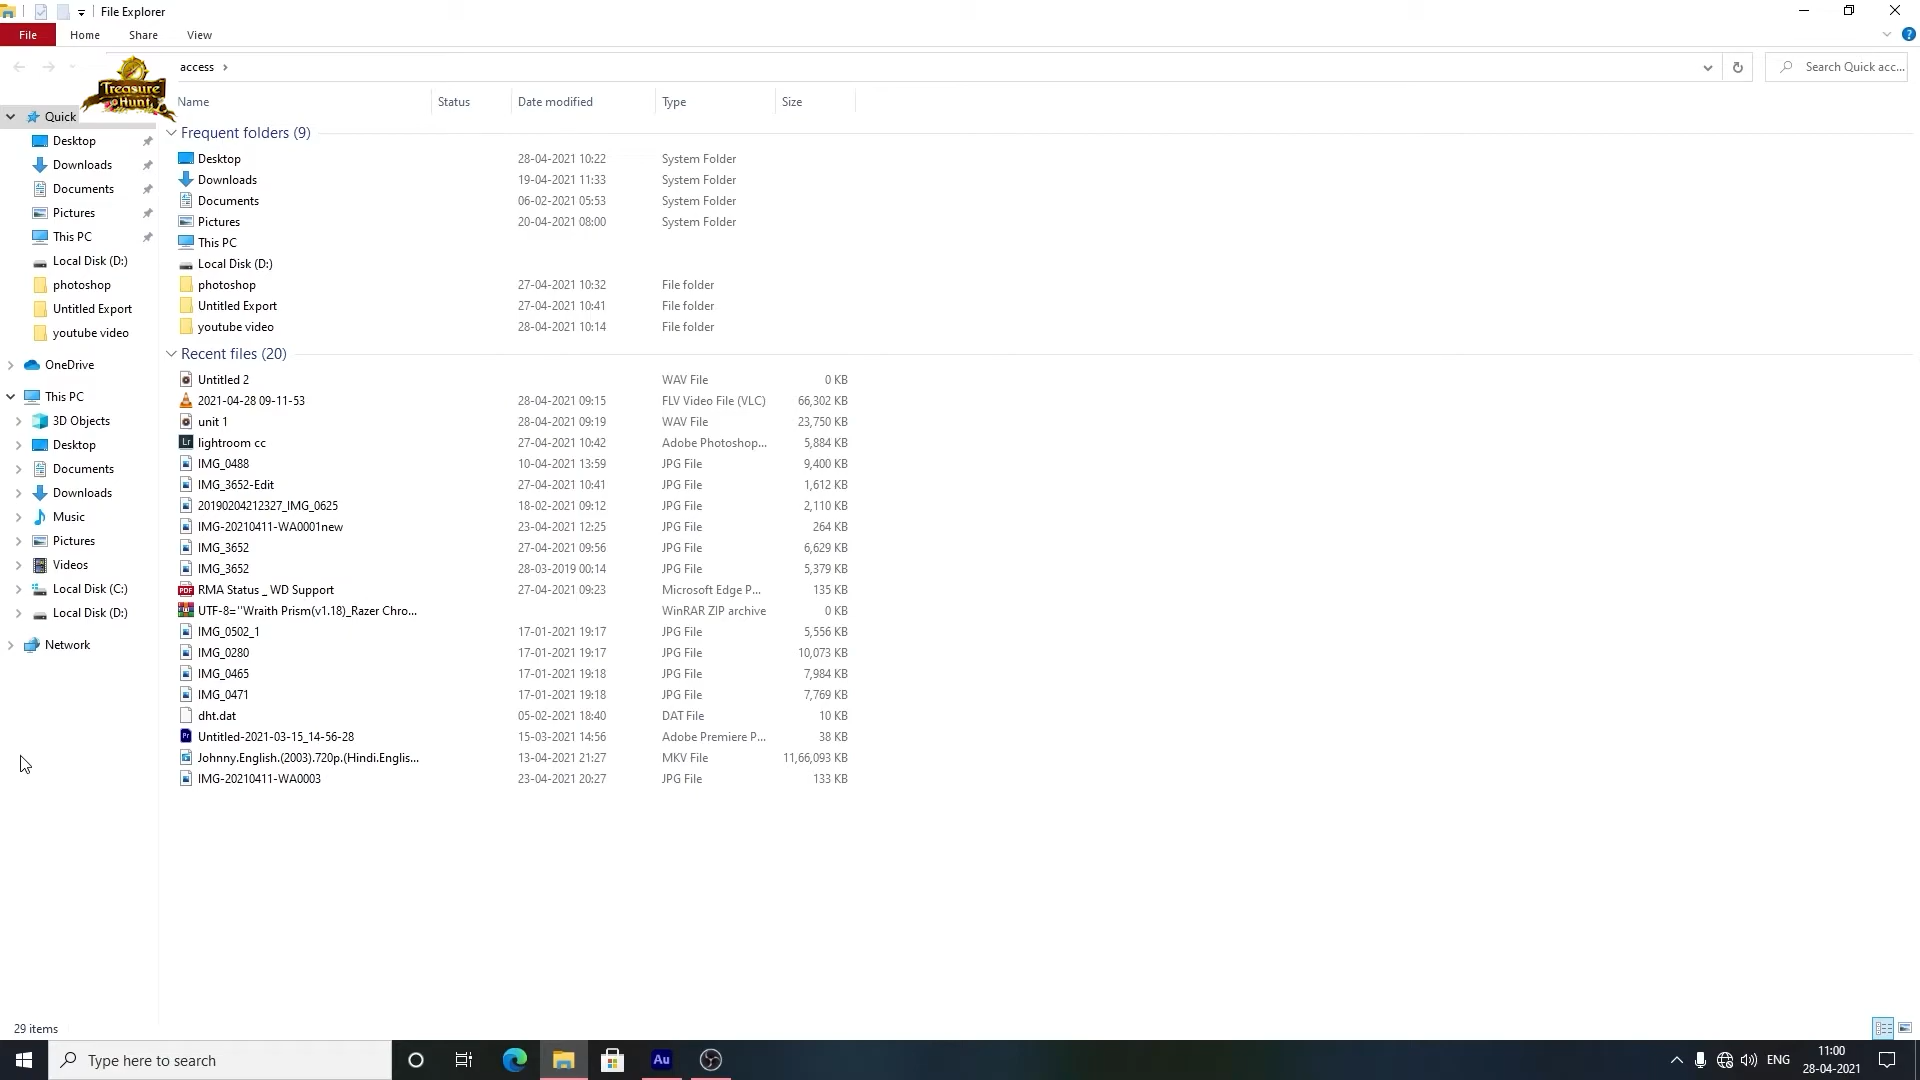 File Explorer
File Home Share View
access
Search Quick acc...
Treasure
Hunt
Name Status Date modified Type Size
Quick
Desktop
Downloads
Documents
Pictures
This PC
Local Disk (D:)
photoshop
Untitled Export
youtube video
OneDrive
This PC
3D Objects
Desktop
Documents
Downloads
Music
Pictures
Videos
Local Disk (C:)
Local Disk (D:)
Network
Frequent folders (9)
Desktop 28-04-2021 10:22 System Folder
Downloads 19-04-2021 11:33 System Folder
Documents 06-02-2021 05:53 System Folder
Pictures 20-04-2021 08:00 System Folder
This PC
Local Disk (D:)
photoshop 27-04-2021 10:32 File folder
Untitled Export 27-04-2021 10:41 File folder
youtube video 28-04-2021 10:14 File folder
Recent files (20)
Untitled 2 WAV File 0 KB
2021-04-28 09-11-53 28-04-2021 09:15 FLV Video File (VLC) 66,302 KB
unit 1 28-04-2021 09:19 WAV File 23,750 KB
Lr lightroom cc 27-04-2021 10:42 Adobe Photoshop... 5,884 KB
IMG_0488 10-04-2021 13:59 JPG File 9,400 KB
IMG_3652-Edit 27-04-2021 10:41 JPG File 1,612 KB
20190204212327_IMG_0625 18-02-2021 09:12 JPG File 2,110 KB
IMG-20210411-WA0001new 23-04-2021 12:25 JPG File 264 KB
IMG_3652 27-04-2021 09:56 JPG File 6,629 KB
IMG_3652 28-03-2019 00:14 JPG File 5,379 KB
PDF RMA Status _ WD Support 27-04-2021 09:23 Microsoft Edge P... 135 KB
UTF-8=''Wraith Prism(v1.18)_Razer Chro... WinRAR ZIP archive 0 KB
IMG_0502_1 17-01-2021 19:17 JPG File 5,556 KB
IMG_0280 17-01-2021 19:17 JPG File 10,073 KB
IMG_0465 17-01-2021 19:18 JPG File 7,984 KB
IMG_0471 17-01-2021 19:18 JPG File 7,769 KB
dht.dat 05-02-2021 18:40 DAT File 10 KB
Pr Untitled-2021-03-15_14-56-28 15-03-2021 14:56 Adobe Premiere P... 38 KB
Johnny.English.(2003).720p.(Hindi.Englis... 13-04-2021 21:27 MKV File 11,66,093 KB
IMG-20210411-WA0003 23-04-2021 20:27 JPG File 133 KB
29 items
Type here to search
Au
ENG
11:00
28-04-2021